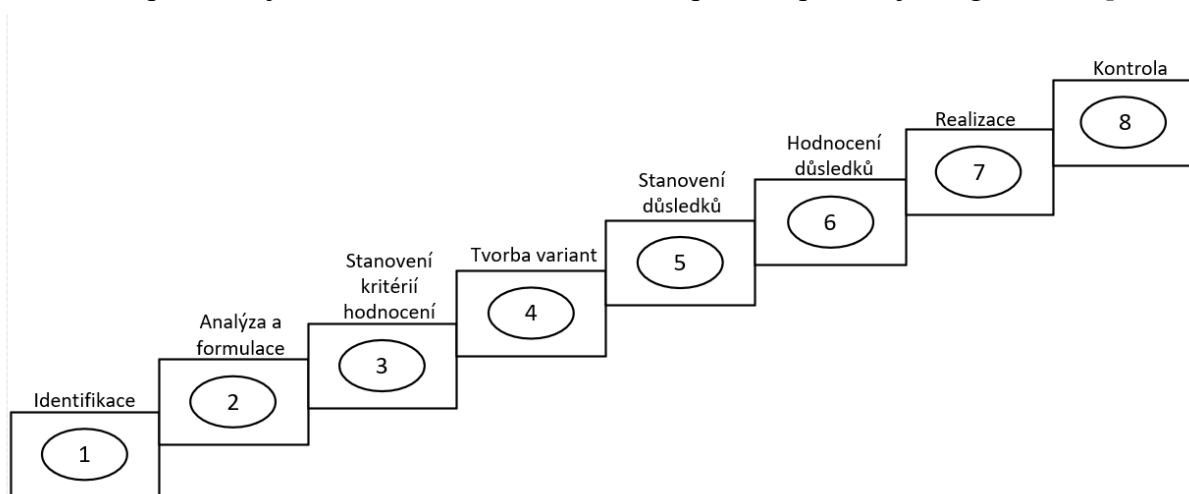 Identifikace
1
Analýza a
formulace
2
Stanovení
kritérií
hodnocení
3
Tvorba variant
4
Stanovení
důsledků
5
Hodnocení
důsledků
6
Realizace
7
Kontrola
8